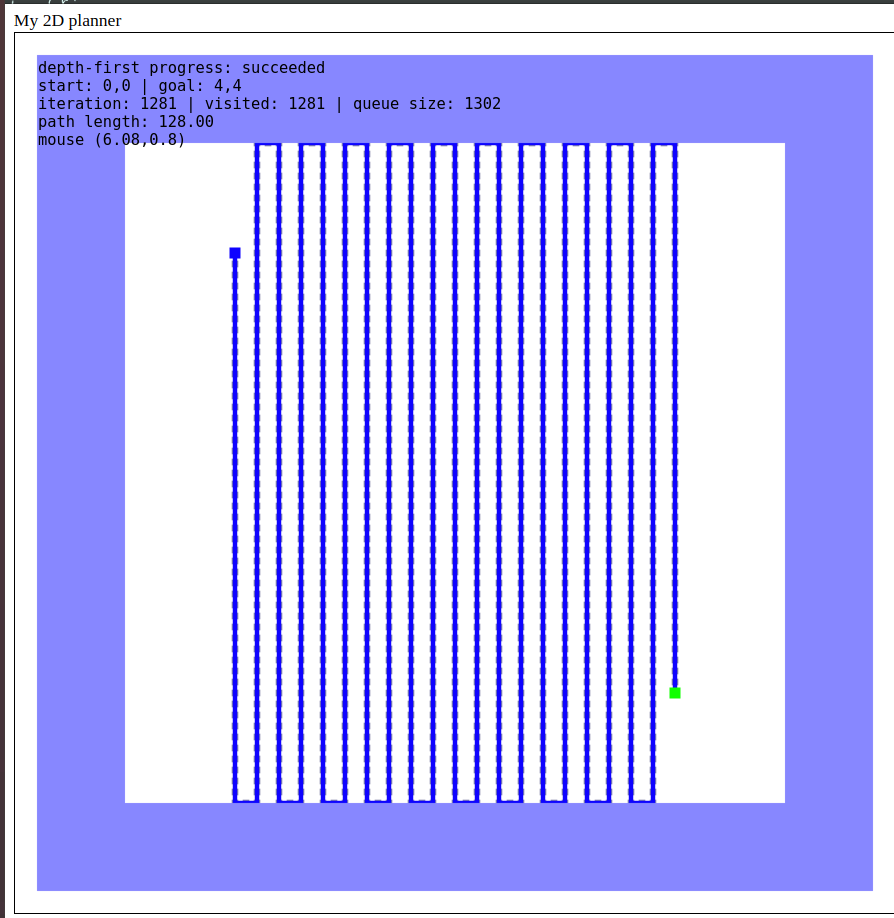 My 2D planner
depth-first progress: succeeded
start: 0,0 | goal: 4,4
iteration: 1281 | visited: 1281 | queue size: 1302
path length: 128.00
mouse (6.08,0.8)